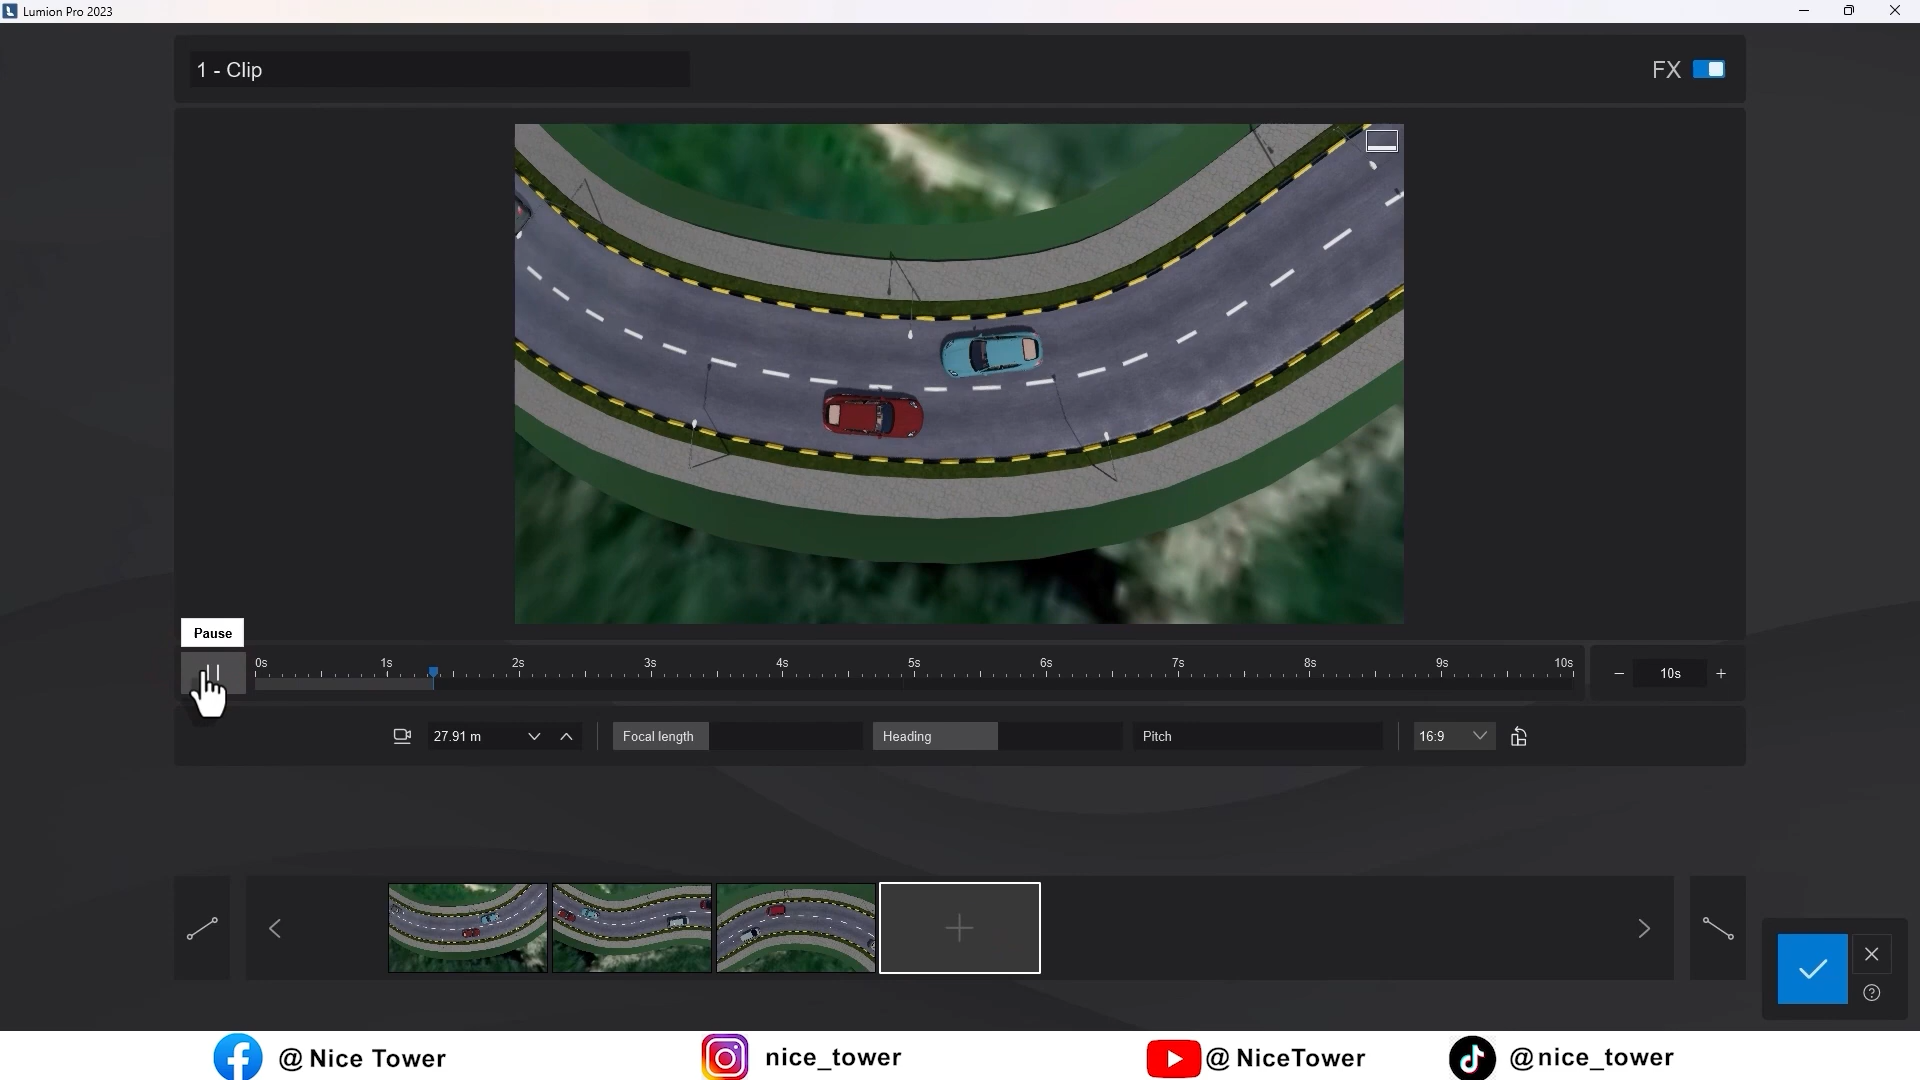 Lumion Pro 2023
1 - Clip
FX
Pause
0s 1s 2s 3s 4s 5s 6s 7s 8s 9s 10s
10s
27.91 m
Focal length
Heading
Pitch
16:9
@ Nice Tower
nice_tower
@ NiceTower
@nice_tower